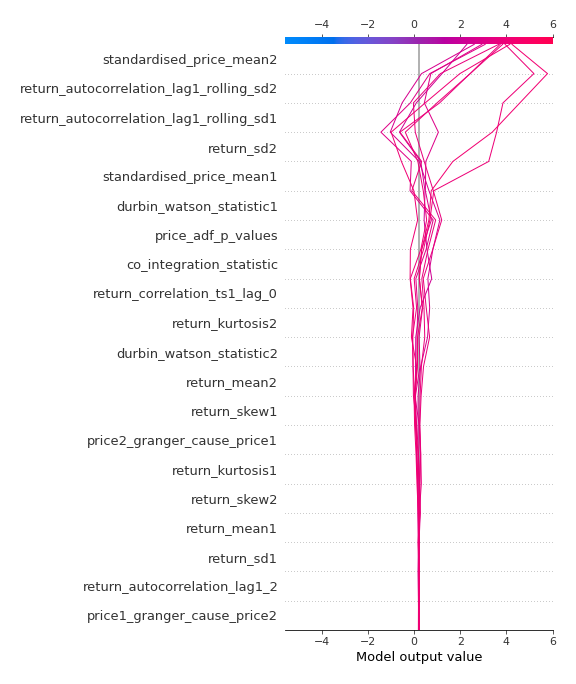 −4 −2 0 2 4 6
standardised_price_mean2
return_autocorrelation_lag1_rolling_sd2
return_autocorrelation_lag1_rolling_sd1
return_sd2
standardised_price_mean1
durbin_watson_statistic1
price_adf_p_values
co_integration_statistic
return_correlation_ts1_lag_0
return_kurtosis2
durbin_watson_statistic2
return_mean2
return_skew1
price2_granger_cause_price1
return_kurtosis1
return_skew2
return_mean1
return_sd1
return_autocorrelation_lag1_2
price1_granger_cause_price2
−4 −2 0 2 4 6
Model output value